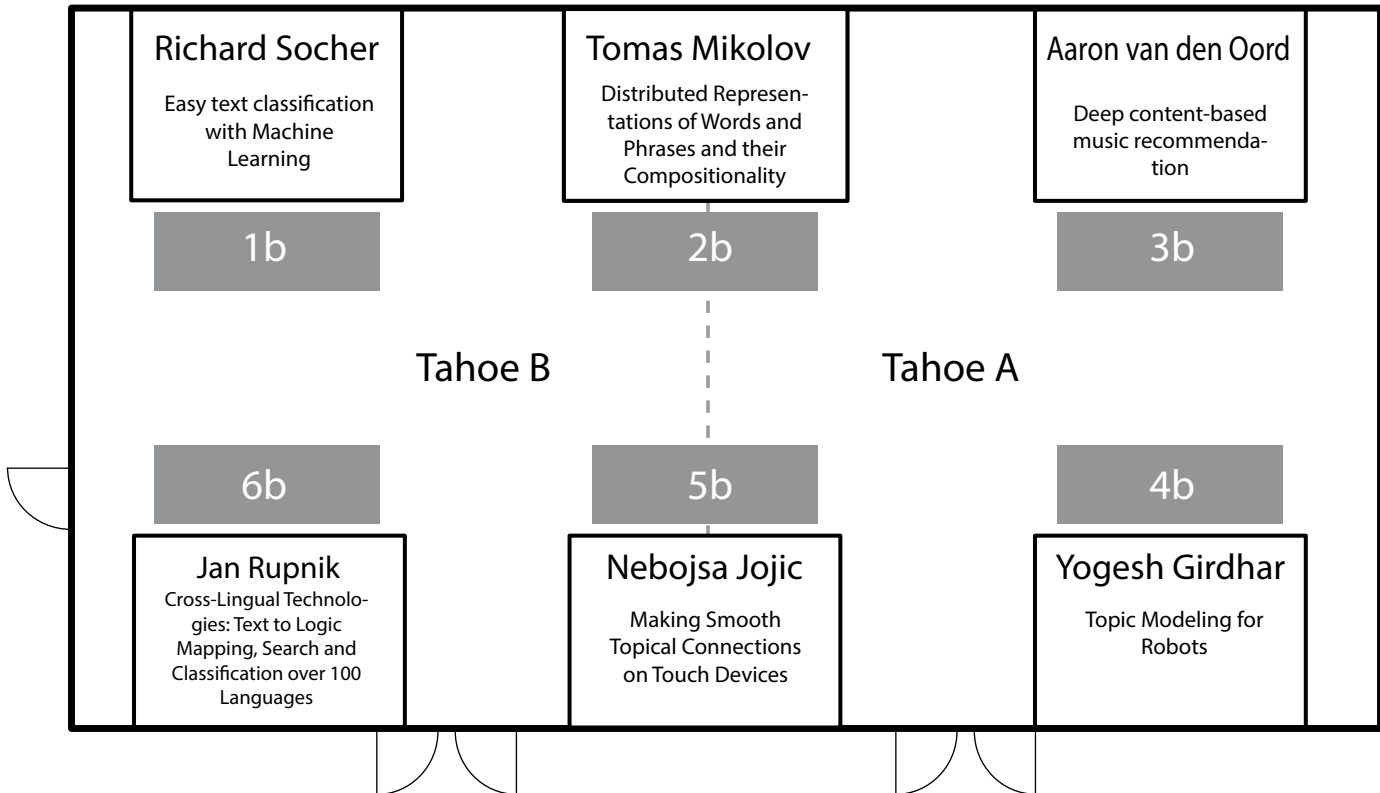 Richard Socher
Easy text classification
with Machine
Learning
1b
Tomas Mikolov
Distributed Represen-
tations of Words and
Phrases and their
Compositionality
2b
Aaron van den Oord
Deep content-based
music recommenda-
tion
3b
Tahoe B
Tahoe A
6b
Jan Rupnik
Cross-Lingual Technolo-
gies: Text to Logic
Mapping, Search and
Classification over 100
Languages
5b
Nebojsa Jojic
Making Smooth
Topical Connections
on Touch Devices
4b
Yogesh Girdhar
Topic Modeling for
Robots